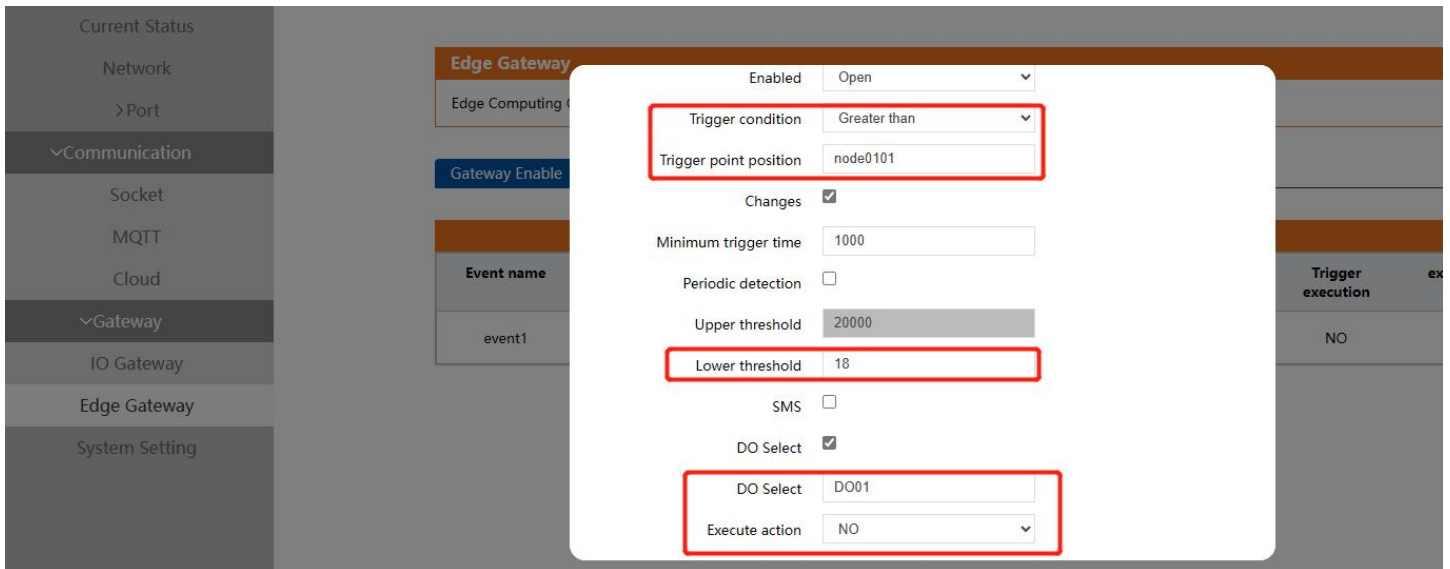 Current Status
Network
>Port
Communication
Socket
MQTT
Cloud
Gateway
IO Gateway
Edge Gateway
System Setting
Edge Gateway
Edge Computing
Gateway Enable
Event name
event1
Trigger execution
NO
ex
Enabled Open
Trigger condition Greater than
Trigger point position node0101
Changes
Minimum trigger time 1000
Periodic detection
Upper threshold 20000
Lower threshold 18
SMS
DO Select
DO Select DO01
Execute action NO